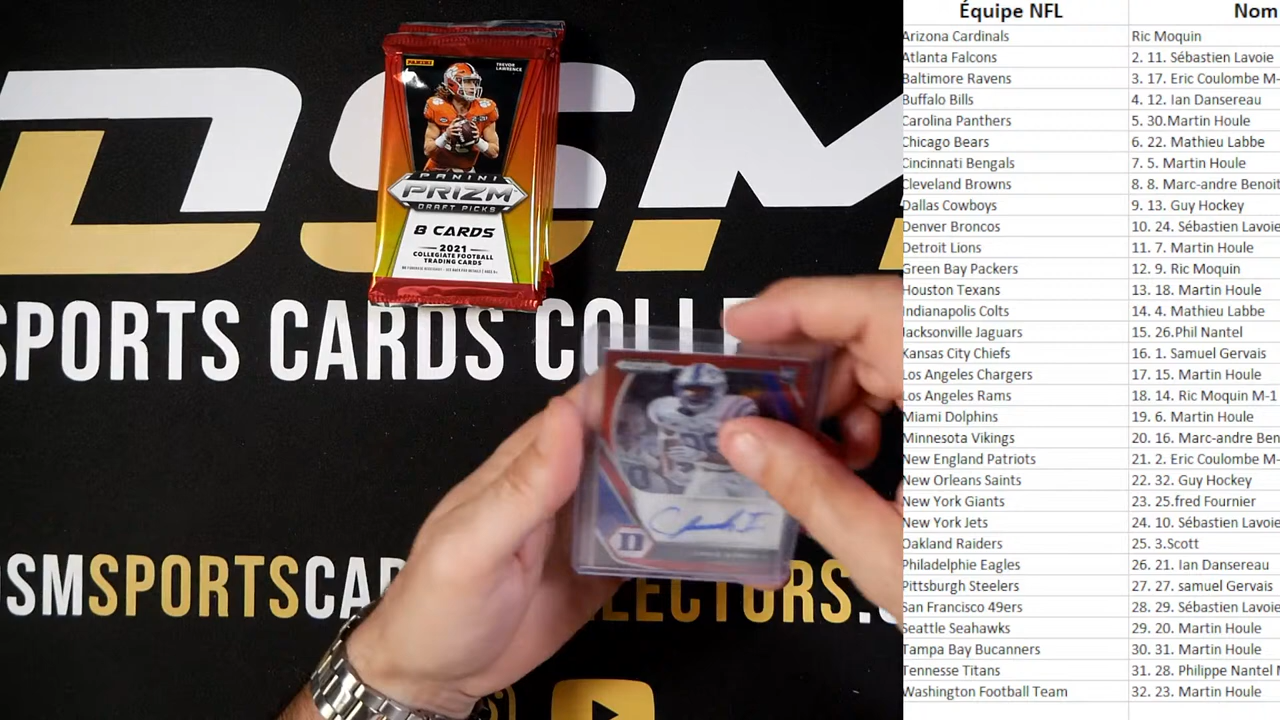 PANINI
TREVOR
LAWRENCE
PANINI
PRIZM
DRAFT PICKS
8 CARDS
2021
COLLEGIATE FOOTBALL
TRADING CARDS
DSM
SPORTS CARDS COLL
DSMSPORTSCA
LECTORS.
D
Équipe NFL Nom
Arizona Cardinals Ric Moquin
Atlanta Falcons 2. 11. Sébastien Lavoie
Baltimore Ravens 3. 17. Eric Coulombe M-
Buffalo Bills 4. 12. Ian Dansereau
Carolina Panthers 5. 30.Martin Houle
Chicago Bears 6. 22. Mathieu Labbe
Cincinnati Bengals 7. 5. Martin Houle
Cleveland Browns 8. 8. Marc-andre Benoit
Dallas Cowboys 9. 13. Guy Hockey
Denver Broncos 10. 24. Sébastien Lavoie
Detroit Lions 11. 7. Martin Houle
Green Bay Packers 12. 9. Ric Moquin
Houston Texans 13. 18. Martin Houle
Indianapolis Colts 14. 4. Mathieu Labbe
Jacksonville Jaguars 15. 26.Phil Nantel
Kansas City Chiefs 16. 1. Samuel Gervais
Los Angeles Chargers 17. 15. Martin Houle
Los Angeles Rams 18. 14. Ric Moquin M-1
Miami Dolphins 19. 6. Martin Houle
Minnesota Vikings 20. 16. Marc-andre Ben
New England Patriots 21. 2. Eric Coulombe M-
New Orleans Saints 22. 32. Guy Hockey
New York Giants 23. 25.fred Fournier
New York Jets 24. 10. Sébastien Lavoie
Oakland Raiders 25. 3.Scott
Philadelphie Eagles 26. 21. Ian Dansereau
Pittsburgh Steelers 27. 27. samuel Gervais
San Francisco 49ers 28. 29. Sébastien Lavoie
Seattle Seahawks 29. 20. Martin Houle
Tampa Bay Bucanners 30. 31. Martin Houle
Tennesse Titans 31. 28. Philippe Nantel
Washington Football Team 32. 23. Martin Houle